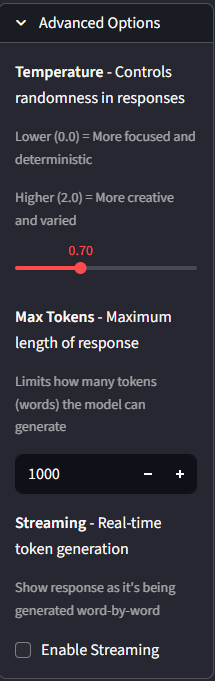 Advanced Options
Temperature - Controls
randomness in responses
Lower (0.0) = More focused and
deterministic
Higher (2.0) = More creative
and varied
0.70
Max Tokens - Maximum
length of response
Limits how many tokens
(words) the model can
generate
1000 − +
Streaming - Real-time
token generation
Show response as it's being
generated word-by-word
Enable Streaming